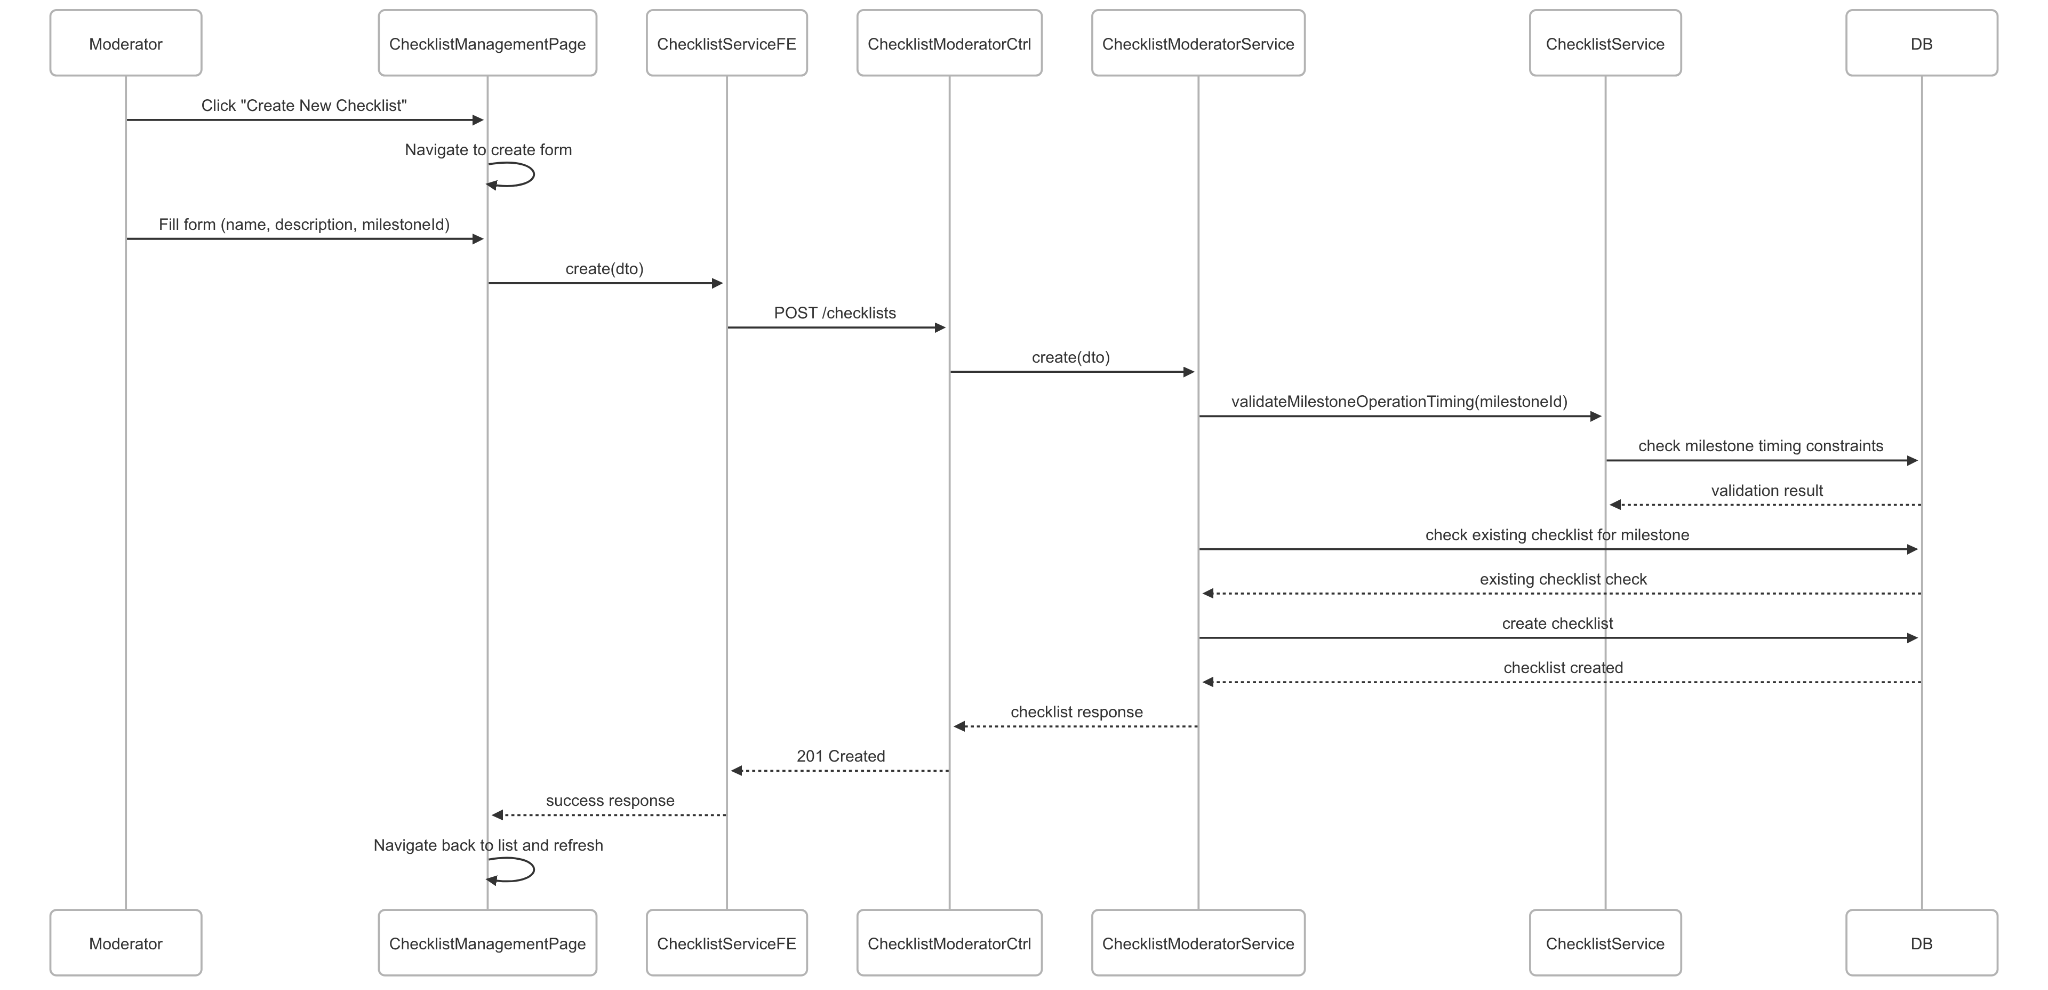 Moderator
ChecklistManagementPage
ChecklistServiceFE
ChecklistModeratorCtrl
ChecklistModeratorService
ChecklistService
DB
Click "Create New Checklist"
Navigate to create form
Fill form (name, description, milestoneId)
create(dto)
POST /checklists
create(dto)
validateMilestoneOperationTiming(milestoneId)
check milestone timing constraints
validation result
check existing checklist for milestone
existing checklist check
create checklist
checklist created
checklist response
201 Created
success response
Navigate back to list and refresh
Moderator
ChecklistManagementPage
ChecklistServiceFE
ChecklistModeratorCtrl
ChecklistModeratorService
ChecklistService
DB